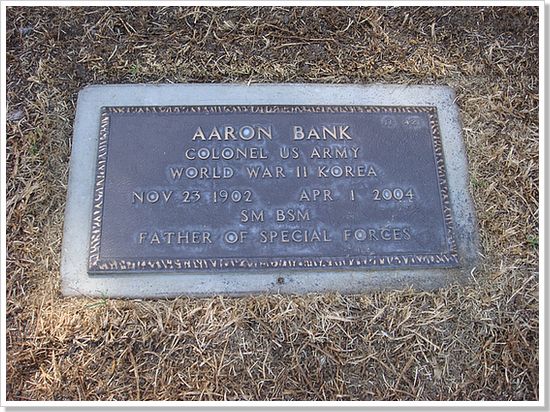 AARON BANK
COLONEL US ARMY
WORLD WAR II KOREA
NOV 23 1902 APR 1 2004
SM BSM
FATHER OF SPECIAL FORCES